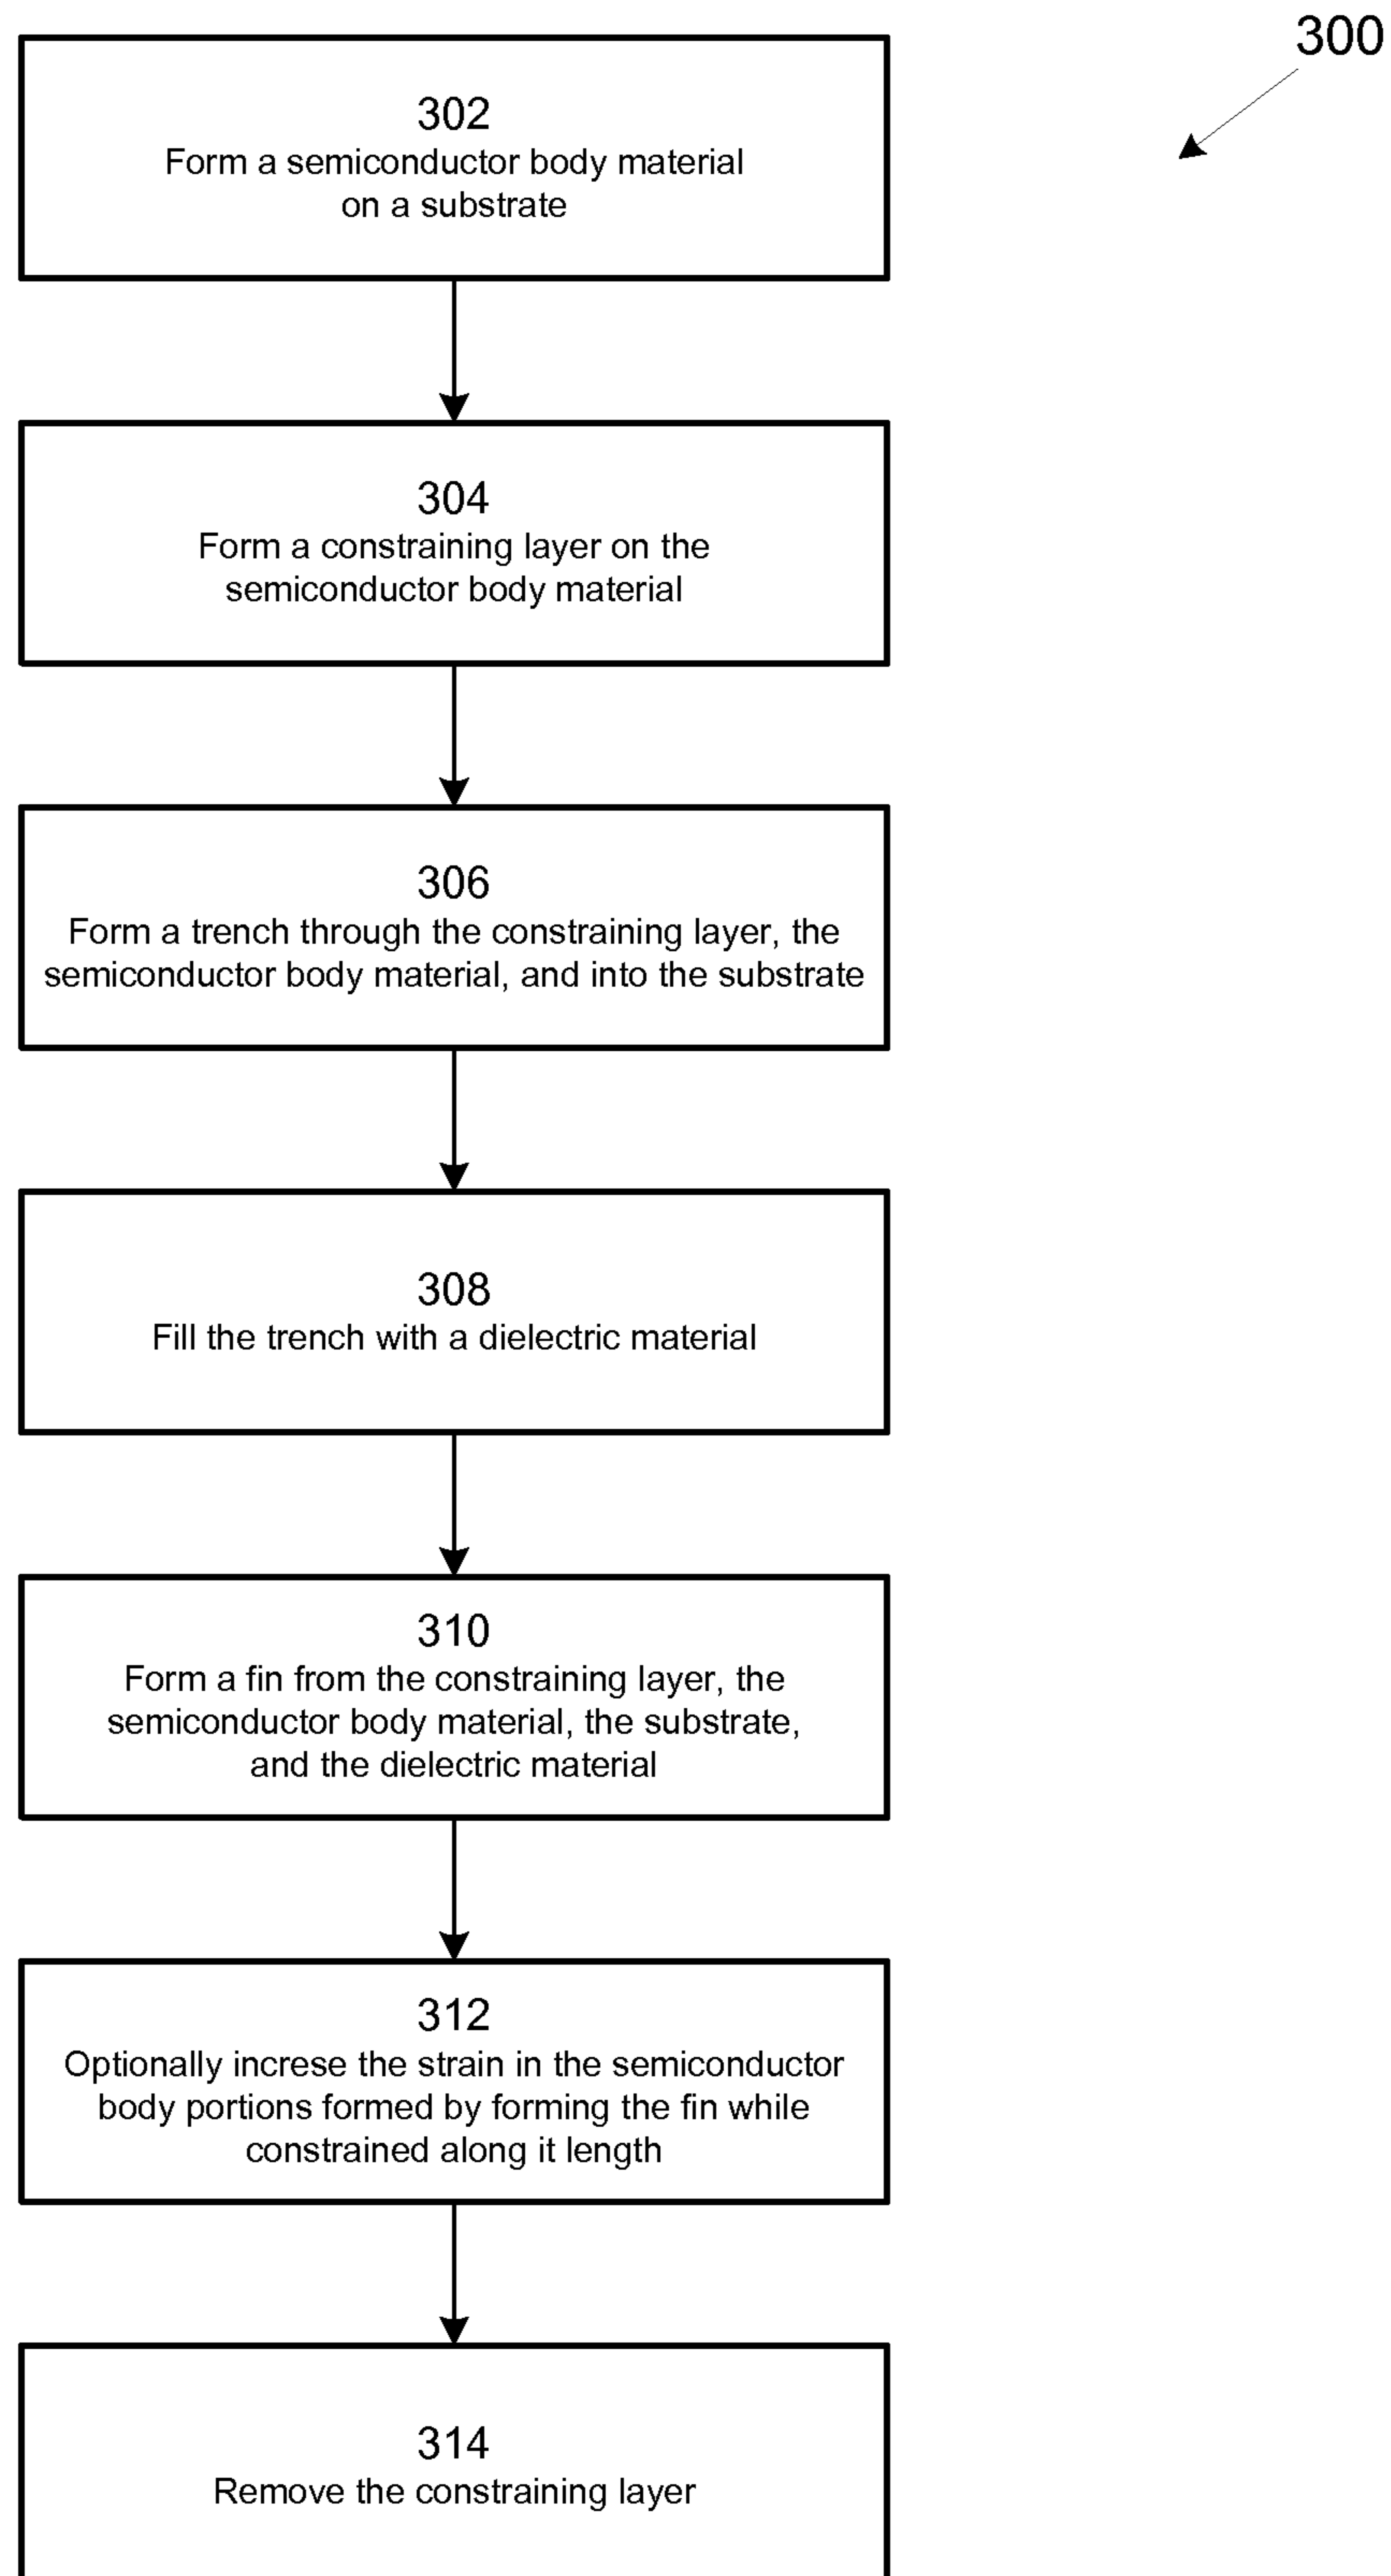 300
302
Form a semiconductor body material
on a substrate
304
Form a constraining layer on the
semiconductor body material
306
Form a trench through the constraining layer, the
semiconductor body material, and into the substrate
308
Fill the trench with a dielectric material
310
Form a fin from the constraining layer, the
semiconductor body material, the substrate,
and the dielectric material
312
Optionally increse the strain in the semiconductor
body portions formed by forming the fin while
constrained along it length
314
Remove the constraining layer